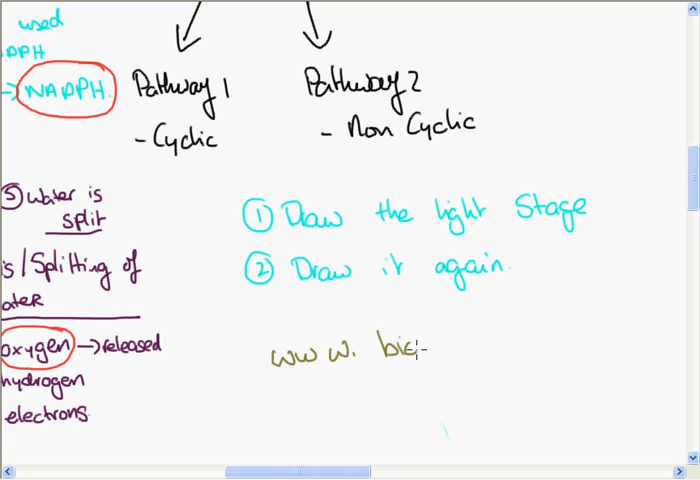 used
DPH
→ NADPH.
Pathway 1
- Cyclic
Pathway 2
- Non Cyclic
⑤ water is
split
is / Splitting of
ater
oxygen → released
hydrogen
electrons.
① Draw the light Stage
② Draw it again.
www. bio